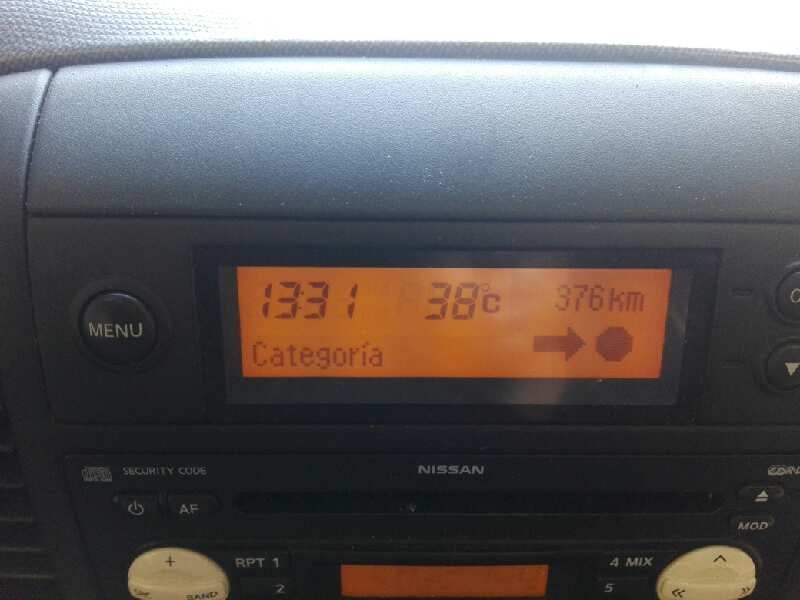 13:31 38°C 376km
MENU
Categoría
SECURITY CODE
NISSAN
AF
MOD
RPT 1
4 MIX
2
5
BAND